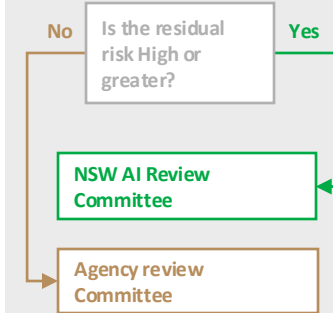 No
Is the residual
risk High or
greater?
Yes
NSW AI Review
Committee
Agency review
Committee